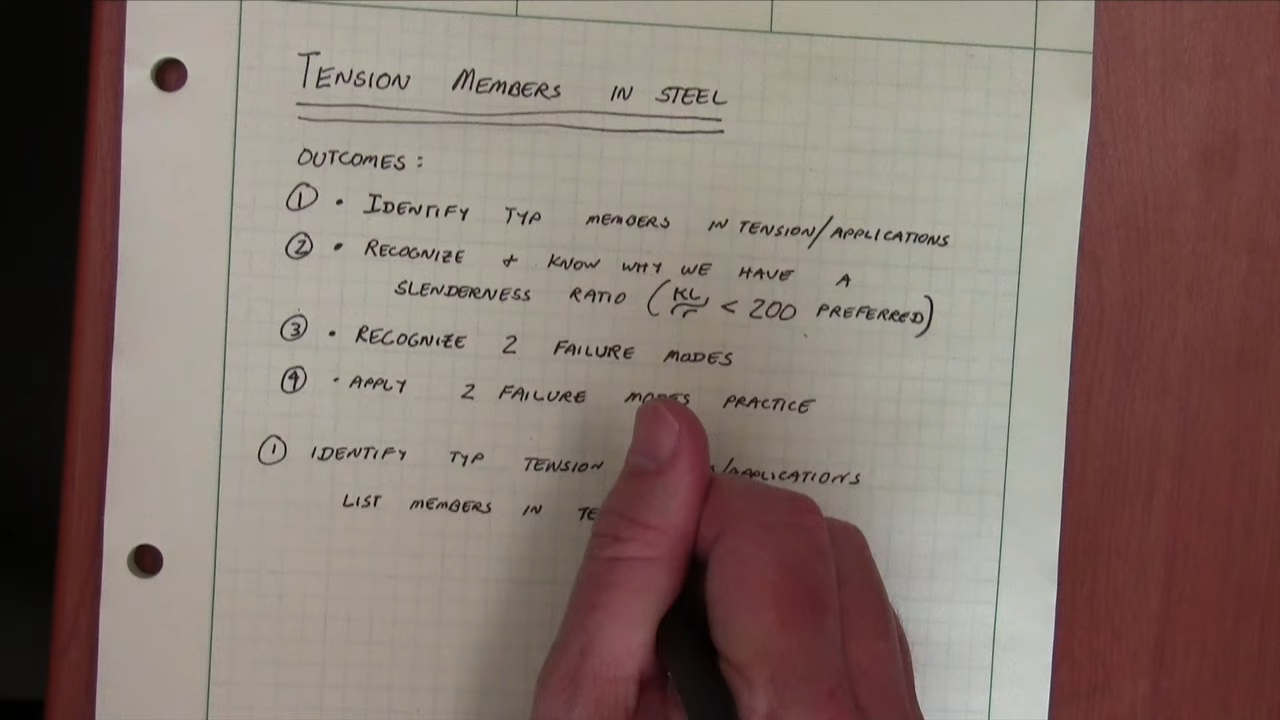 TENSION MEMBERS IN STEEL
OUTCOMES:
① • IDENTIFY TYP MEMBERS IN TENSION/APPLICATIONS
② • RECOGNIZE & KNOW WHY WE HAVE A
SLENDERNESS RATIO (KL/r < 200 PREFERRED)
③ • RECOGNIZE 2 FAILURE MODES
④ • APPLY 2 FAILURE MODES PRACTICE
① IDENTIFY TYP TENSION /APPLICATIONS
LIST MEMBERS IN